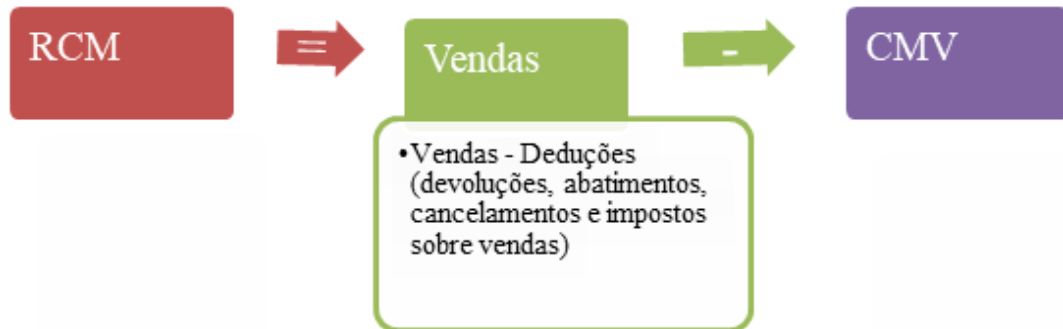 RCM
=
Vendas
-
CMV
•Vendas - Deduções
(devoluções, abatimentos,
cancelamentos e impostos
sobre vendas)